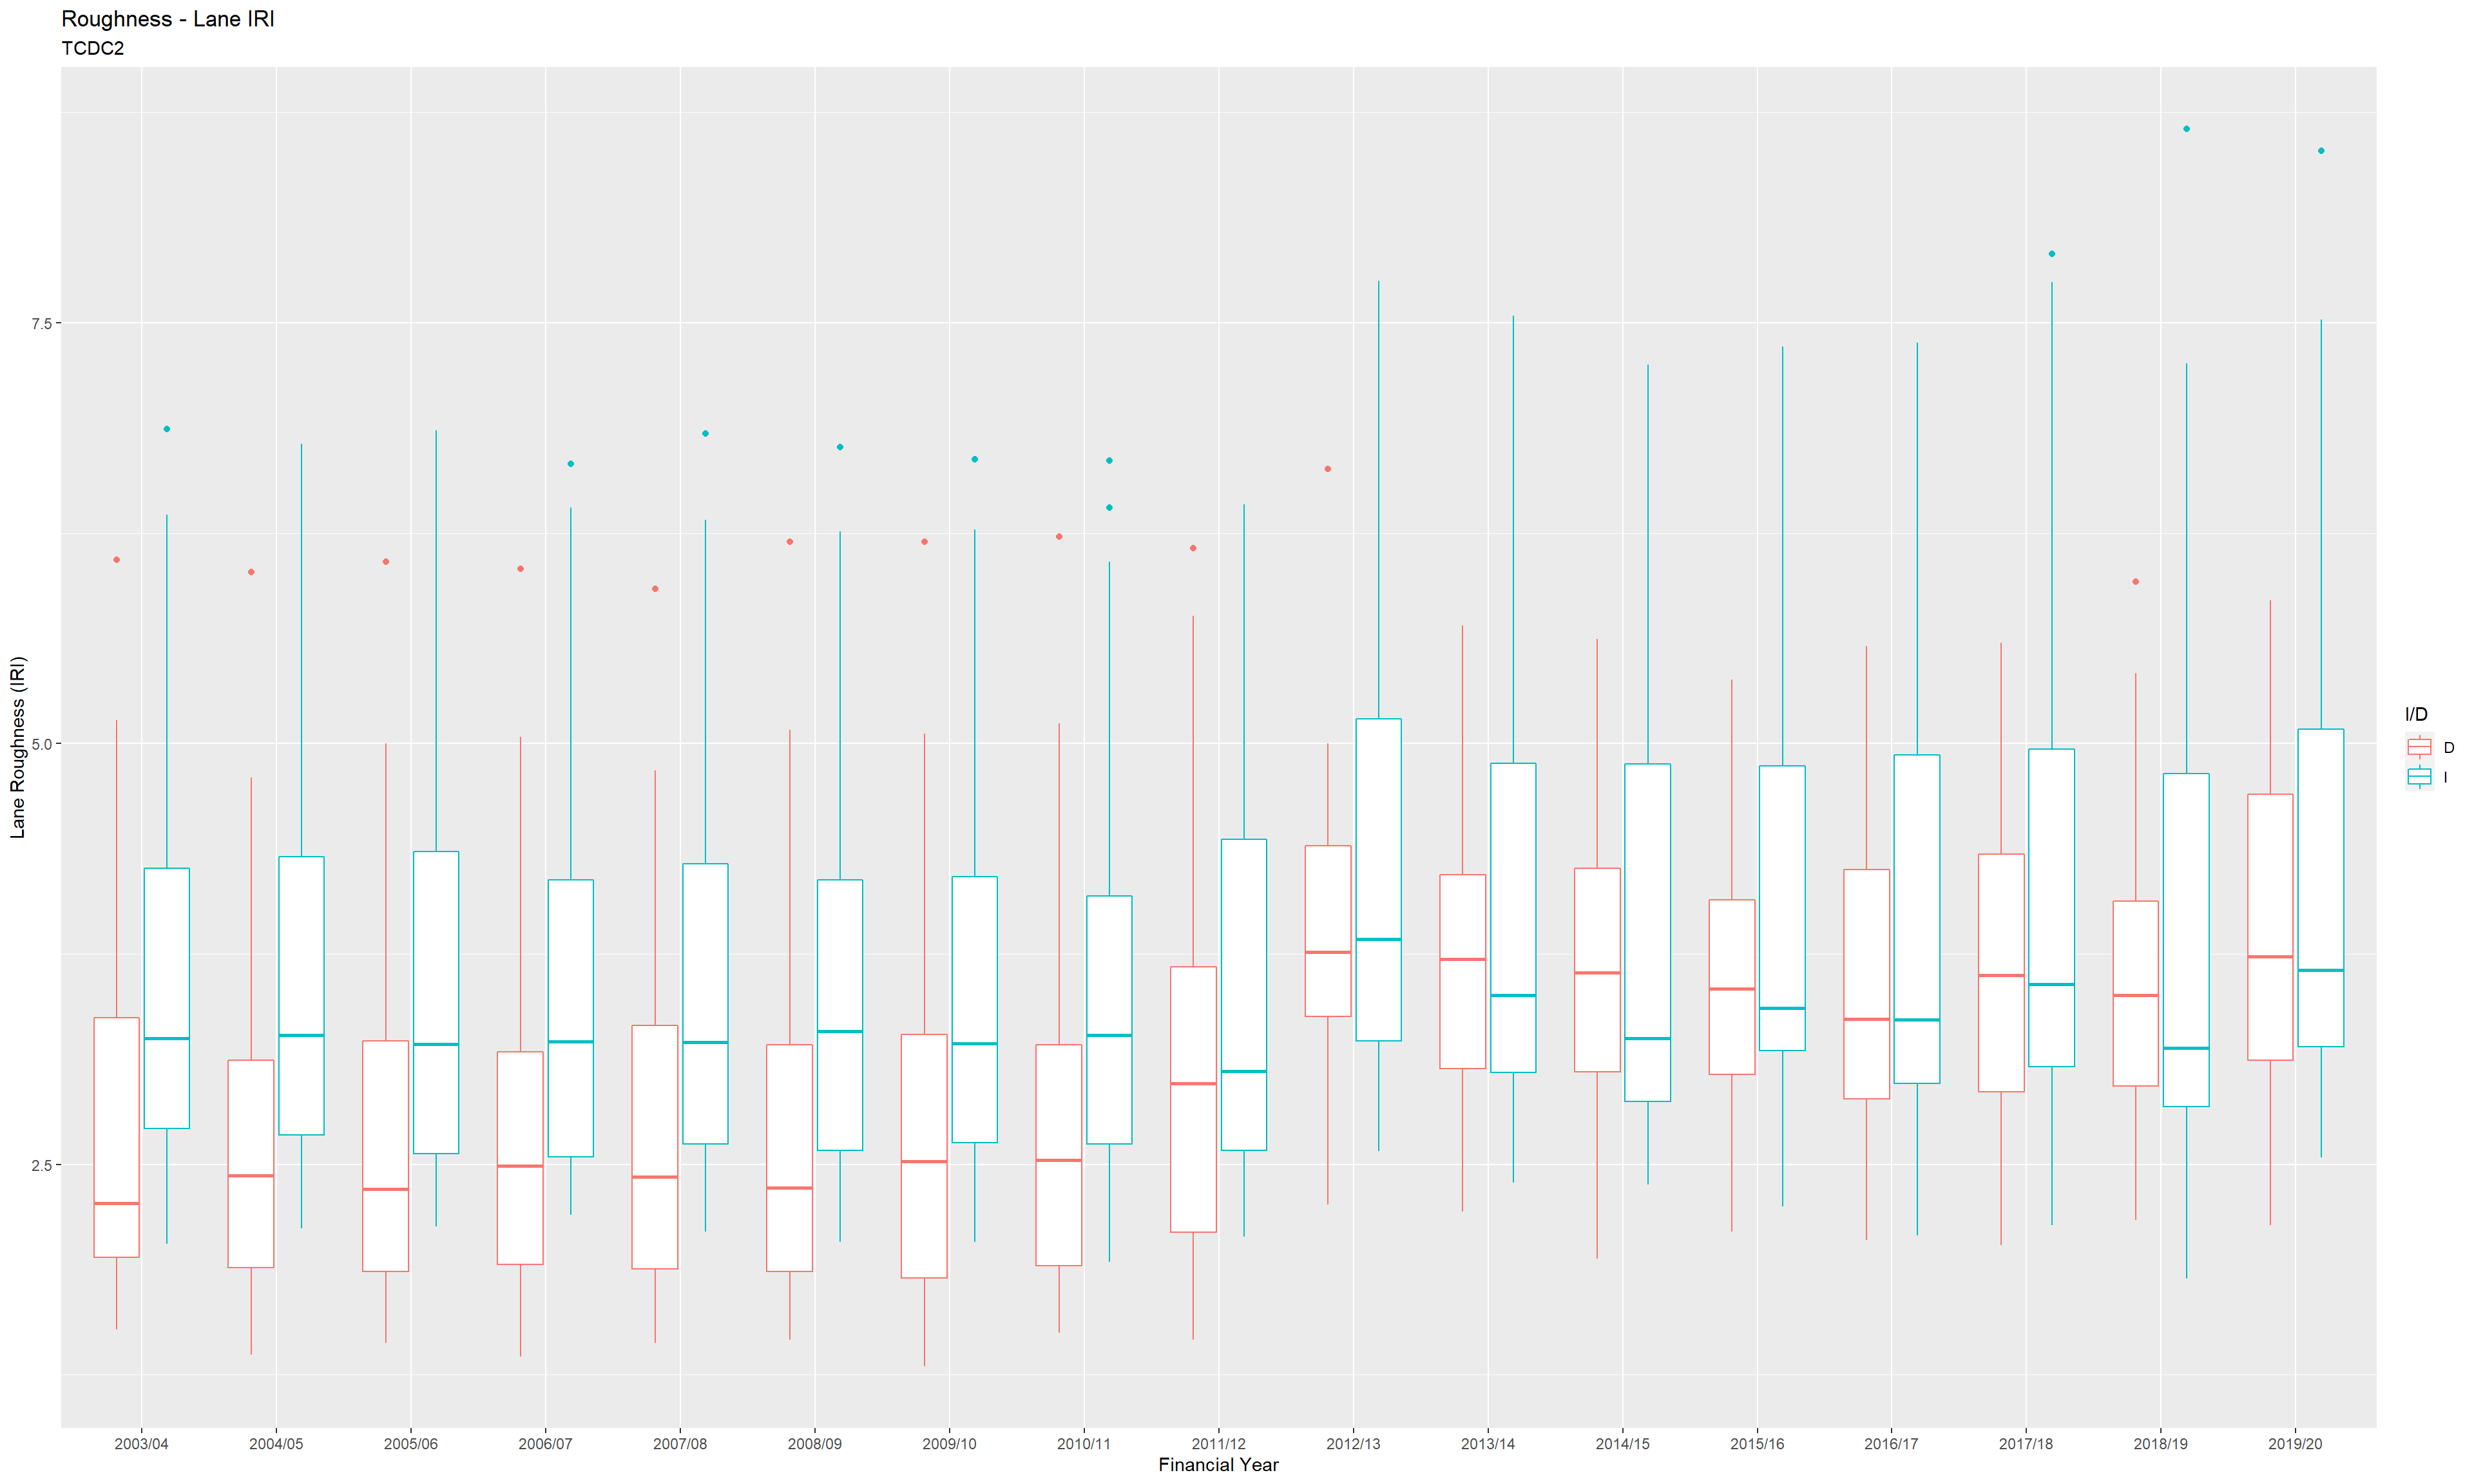 Roughness - Lane IRI
TCDC2
Lane Roughness (IRI)
7.5
5.0
2.5
2003/04 2004/05 2005/06 2006/07 2007/08 2008/09 2009/10 2010/11 2011/12 2012/13 2013/14 2014/15 2015/16 2016/17 2017/18 2018/19 2019/20
Financial Year
I/D
D
I